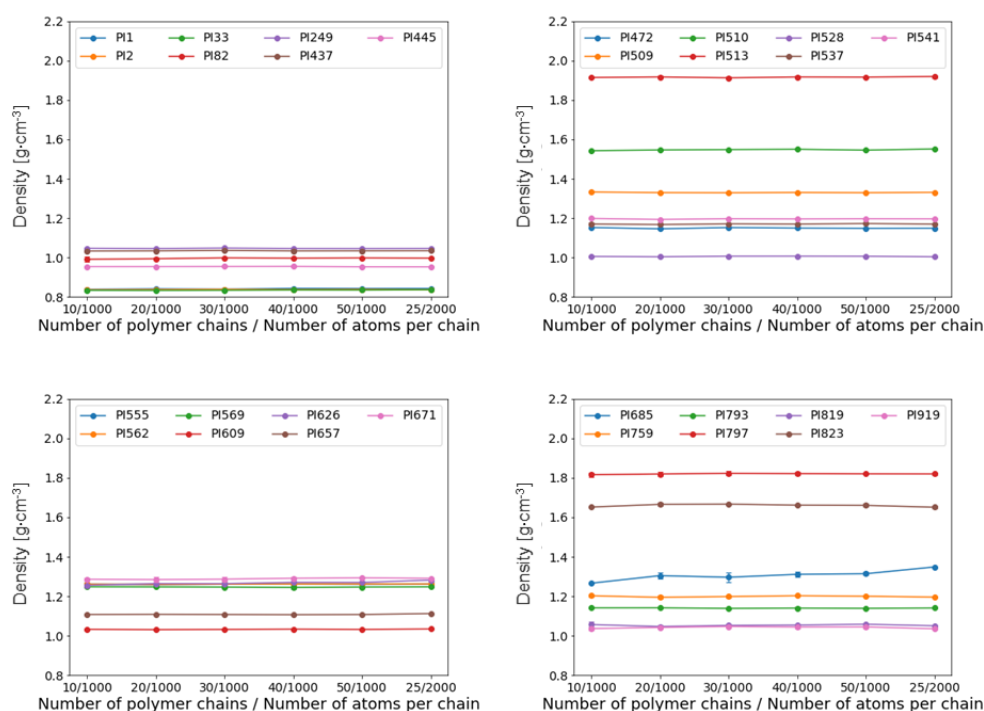 2.2
2.0
1.8
1.6
1.4
1.2
1.0
0.8
Density [g·cm⁻³]
PI1 PI33 PI249 PI445
PI2 PI82 PI437
10/1000 20/1000 30/1000 40/1000 50/1000 25/2000
Number of polymer chains / Number of atoms per chain
2.2
2.0
1.8
1.6
1.4
1.2
1.0
0.8
Density [g·cm⁻³]
PI472 PI510 PI528 PI541
PI509 PI513 PI537
10/1000 20/1000 30/1000 40/1000 50/1000 25/2000
Number of polymer chains / Number of atoms per chain
2.2
2.0
1.8
1.6
1.4
1.2
1.0
0.8
Density [g·cm⁻³]
PI555 PI569 PI626 PI671
PI562 PI609 PI657
10/1000 20/1000 30/1000 40/1000 50/1000 25/2000
Number of polymer chains / Number of atoms per chain
2.2
2.0
1.8
1.6
1.4
1.2
1.0
0.8
Density [g·cm⁻³]
PI685 PI793 PI819 PI919
PI759 PI797 PI823
10/1000 20/1000 30/1000 40/1000 50/1000 25/2000
Number of polymer chains / Number of atoms per chain